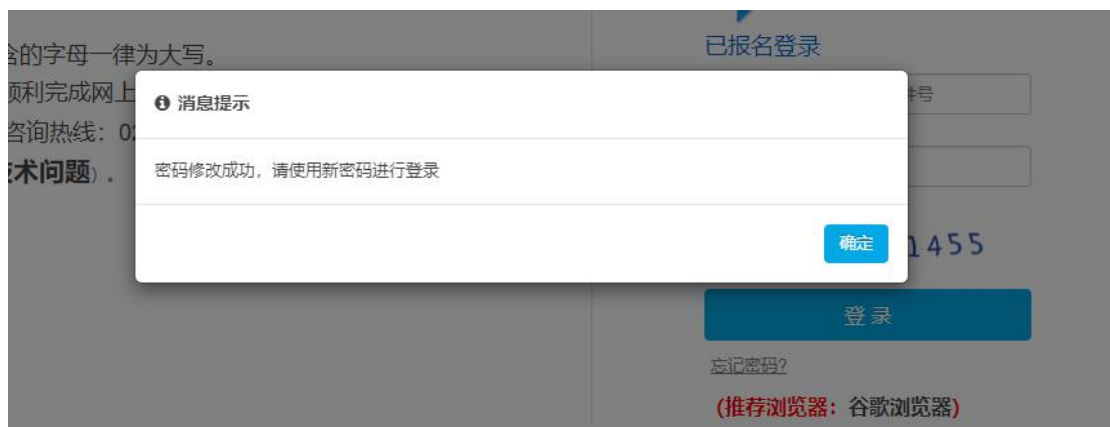 含的字母一律为大写。
顺利完成网上
咨询热线：02
技术问题）.
消息提示
密码修改成功，请使用新密码进行登录
确定
已报名登录
件号
1455
登 录
忘记密码?
(推荐浏览器：谷歌浏览器)